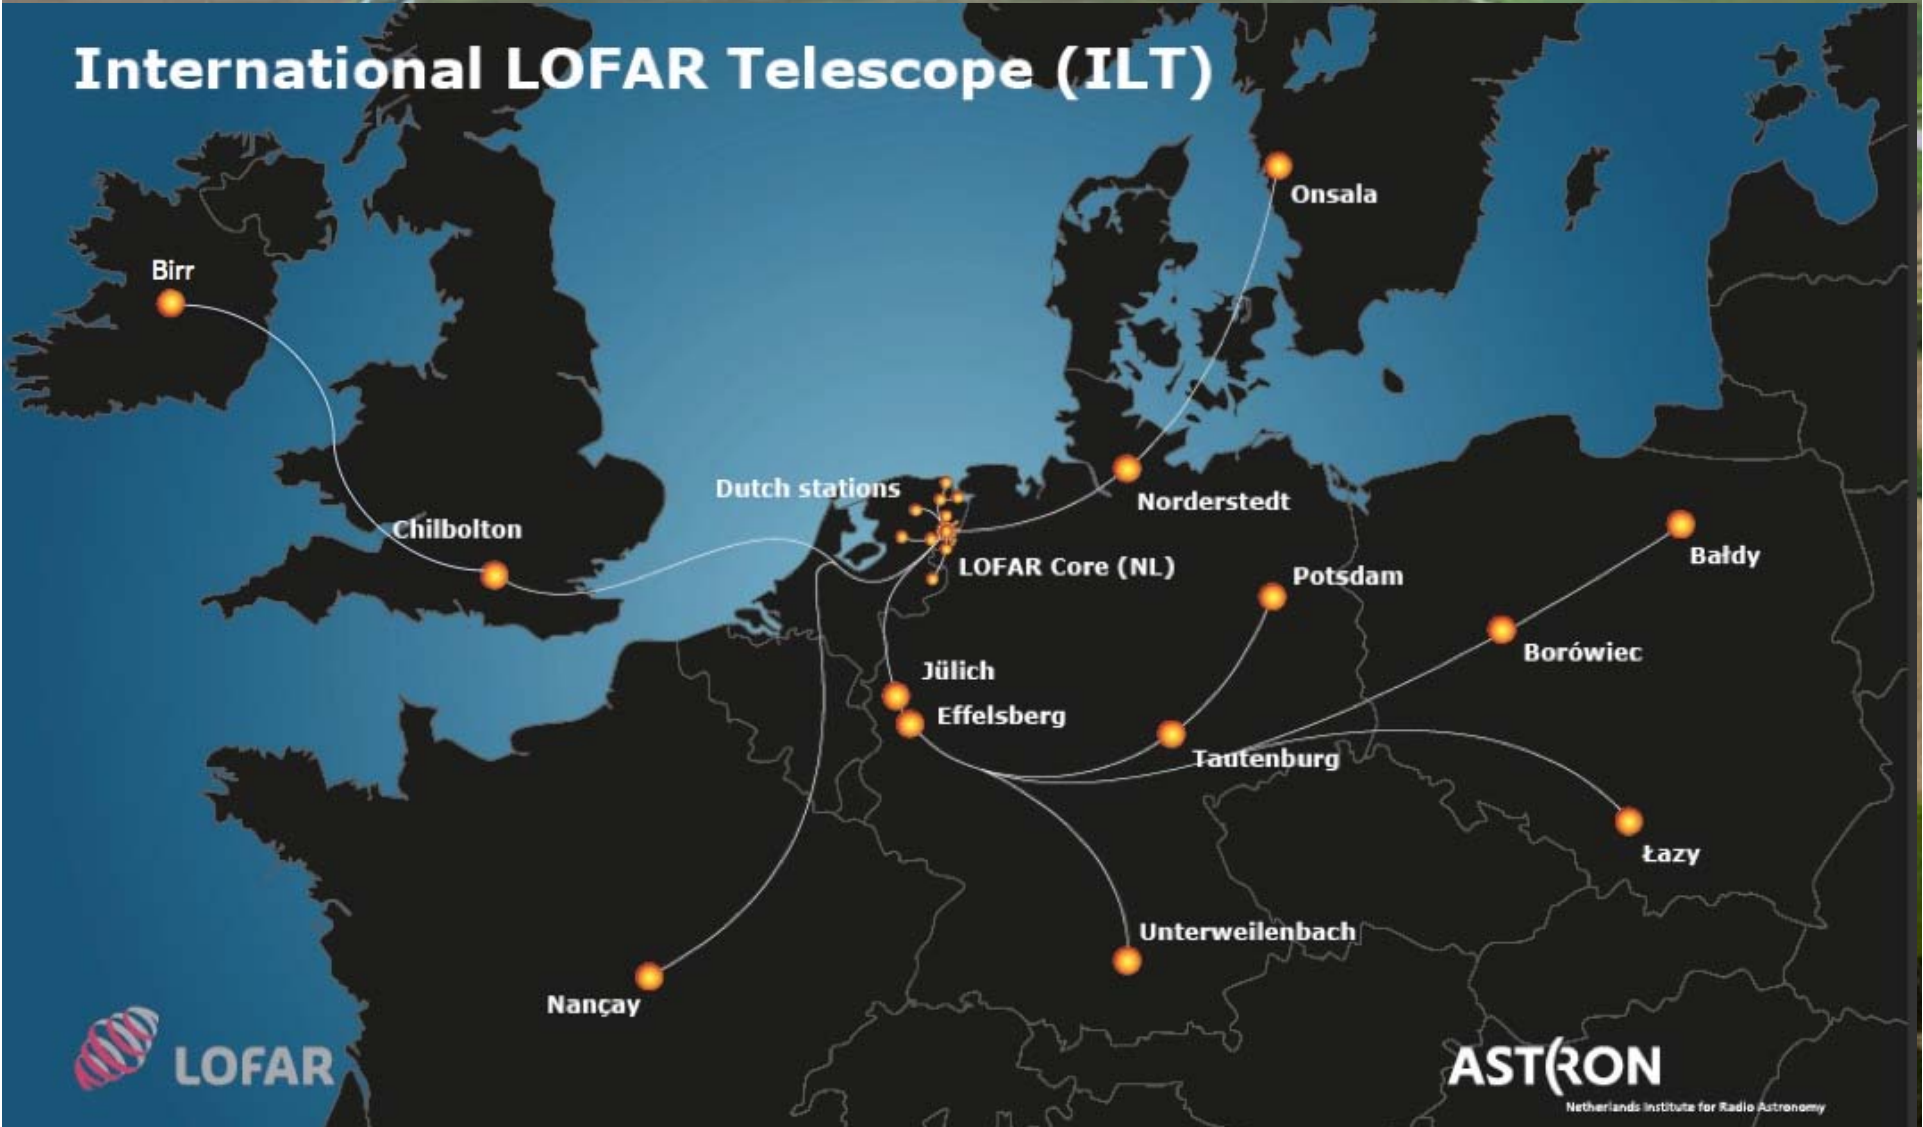 International LOFAR Telescope (ILT)
Onsala
Birr
Dutch stations
Norderstedt
Chilbolton
LOFAR Core (NL)
Bałdy
Potsdam
Borówiec
Jülich
Effelsberg
Tautenburg
Łazy
Unterweilenbach
Nançay
LOFAR
ASTRON
Netherlands Institute for Radio Astronomy